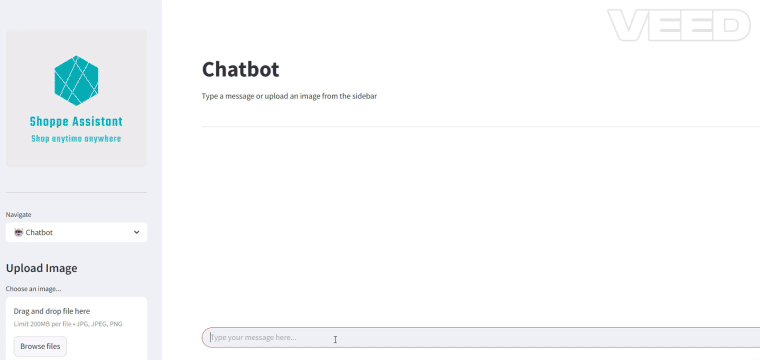 VEED
Shoppe Assistant
Shop anytime anywhere
Navigate
Chatbot
Upload Image
Choose an image...
Drag and drop file here
Limit 200MB per file • JPG, JPEG, PNG
Browse files
Chatbot
Type a message or upload an image from the sidebar
Type your message here...